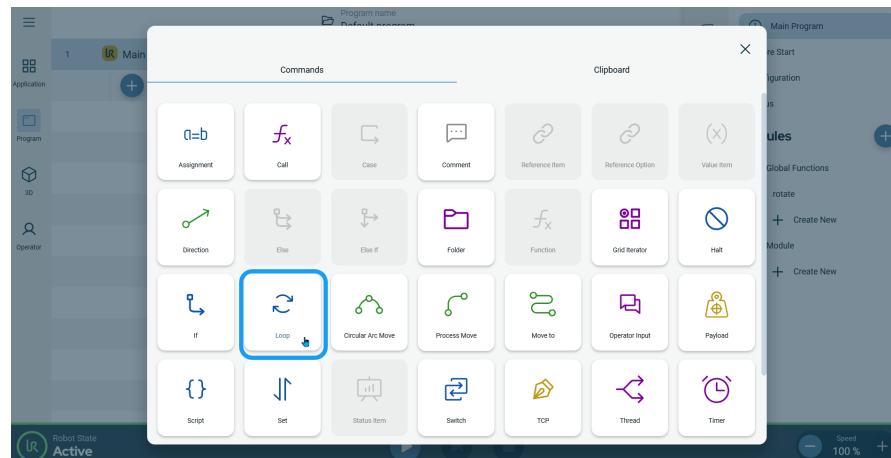 Program name
Default program
Main Program
1 Main
Commands
Clipboard
Application
Program
3D
Operator
Assignment
Call
Case
Comment
Reference Item
Reference Option
Value Item
Direction
Else
Else If
Folder
Function
Grid Iterator
Halt
If
Loop
Circular Arc Move
Process Move
Move to
Operator Input
Payload
Script
Set
Status Item
Switch
TCP
Thread
Timer
Global Functions
rotate
Create New
Module
Create New
Robot State
Active
Speed
100 %